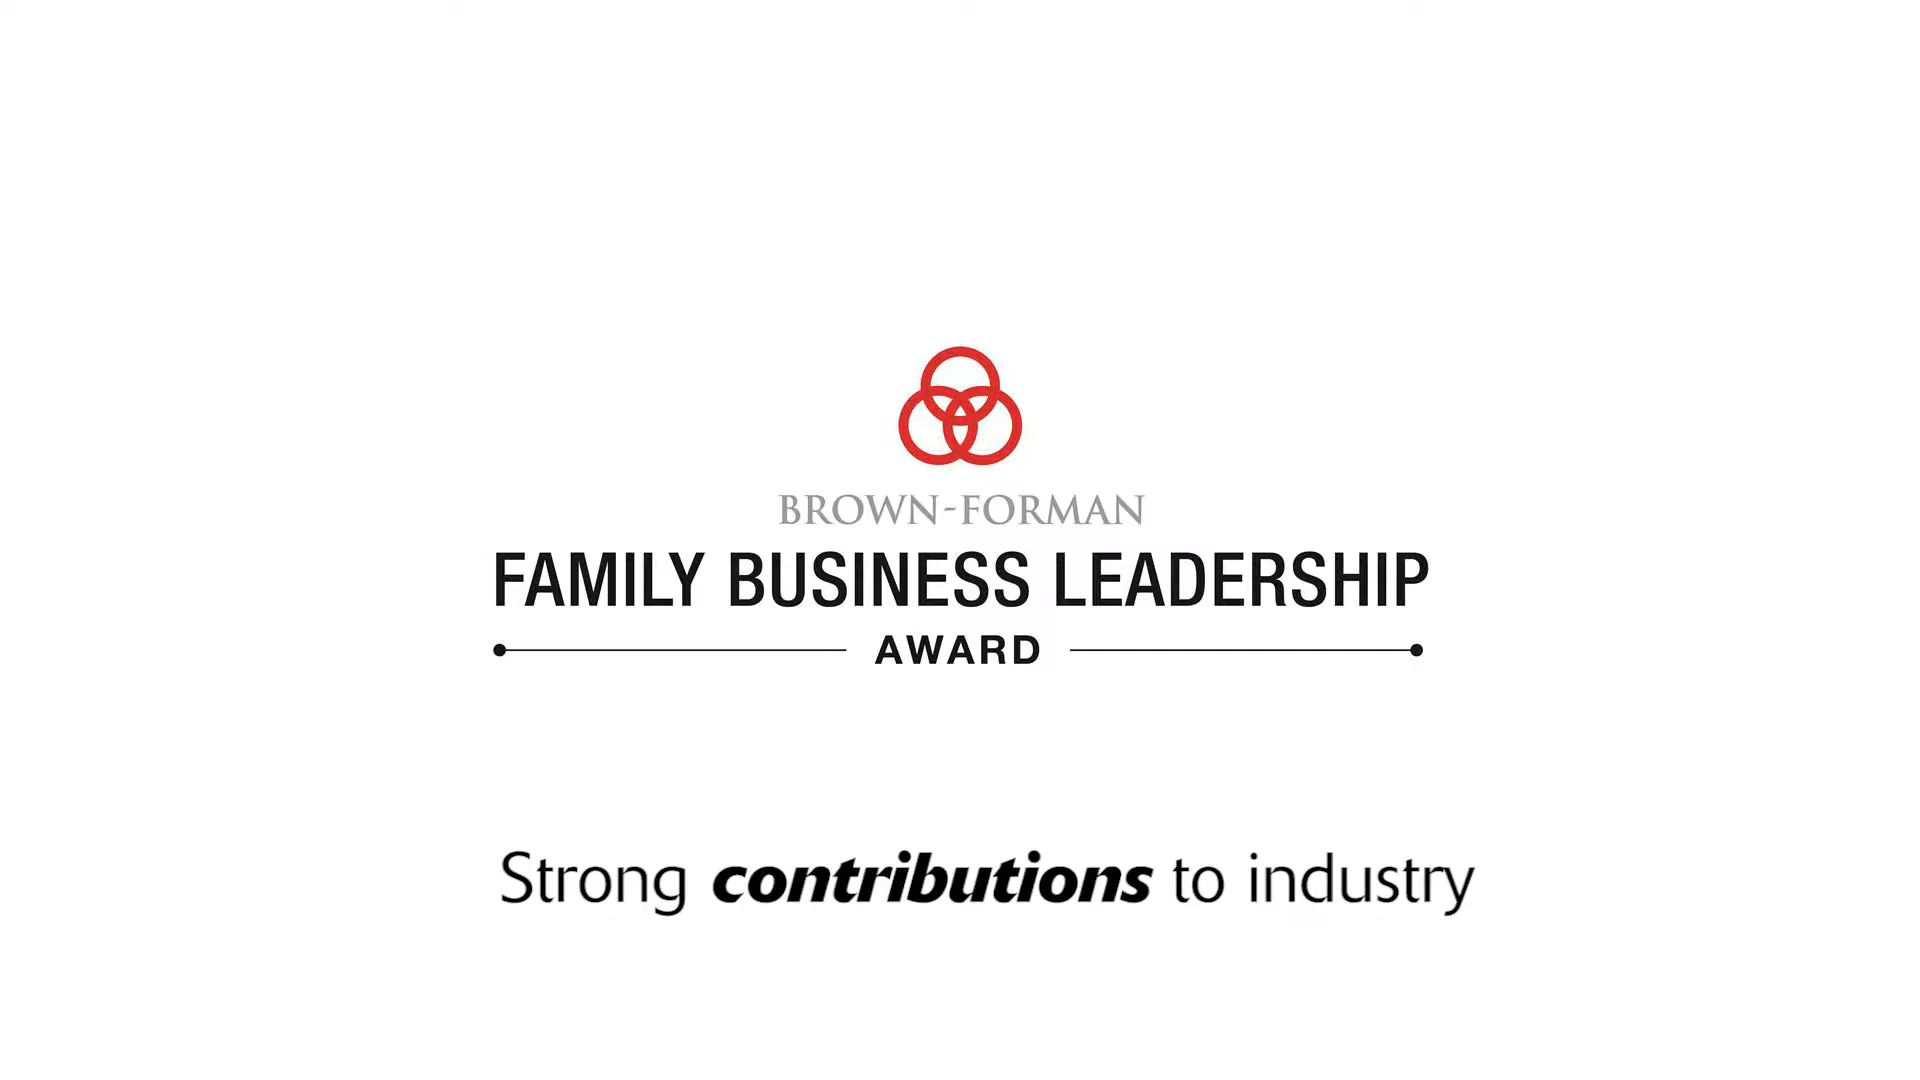 BROWN-FORMAN
FAMILY BUSINESS LEADERSHIP
AWARD
Strong contributions to industry